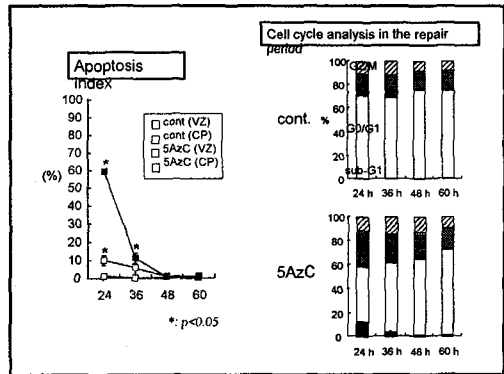 Apoptosis
index
100
90
80
70
60
50
40
30
20
10
0
(%)
cont (VZ)
cont (CP)
5AzC (VZ)
5AzC (CP)
*
*
*
24 36 48 60
*: p<0.05
Cell cycle analysis in the repair
period
cont. %
100
80
60
40
20
0
G2/M
G0/G1
sub-G1
24 h 36 h 48 h 60 h
5AzC
100
80
60
40
20
0
24 h 36 h 48 h 60 h